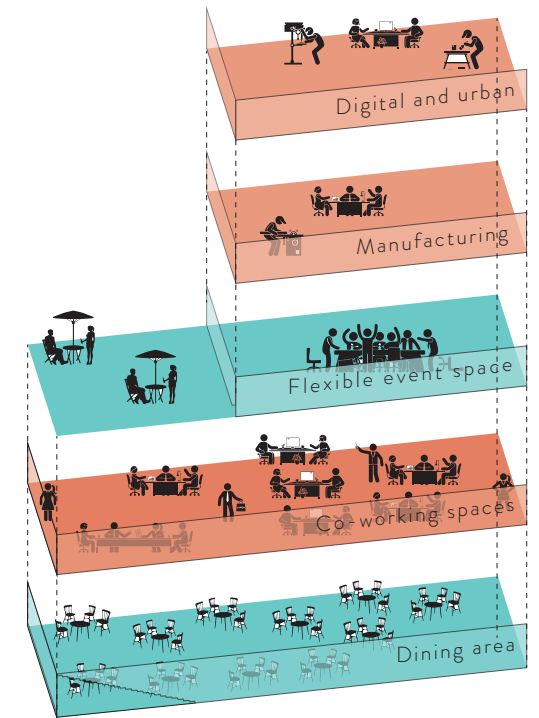 Digital and urban
Manufacturing
Flexible event space
Co-working spaces
Dining area